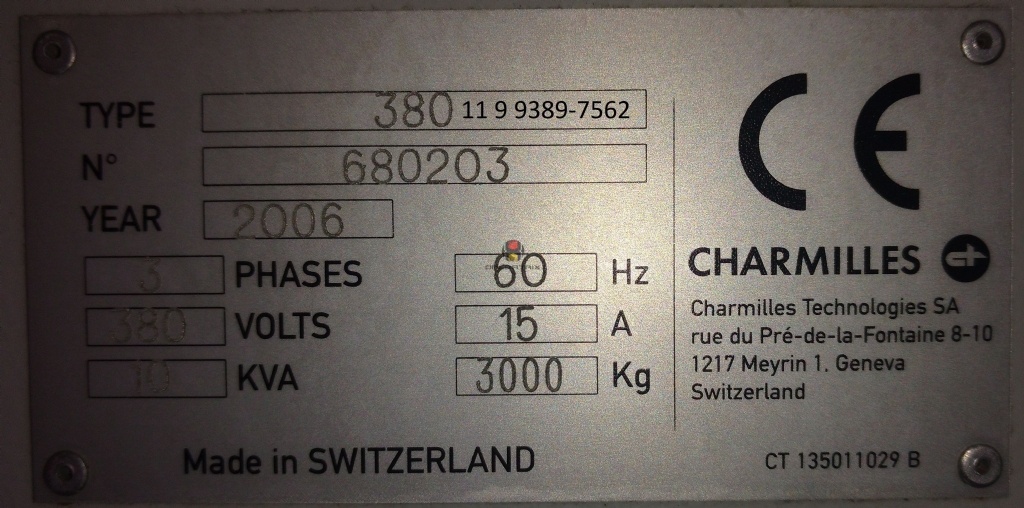 TYPE 380 11 9 9389-7562
N° 680203
YEAR 2006
3 PHASES 60 Hz
380 VOLTS 15 A
10 KVA 3000 Kg
Made in SWITZERLAND
CE
CHARMILLES
Charmilles Technologies SA
rue du Pré-de-la-Fontaine 8-10
1217 Meyrin 1. Geneva
Switzerland
CT 135011029 B